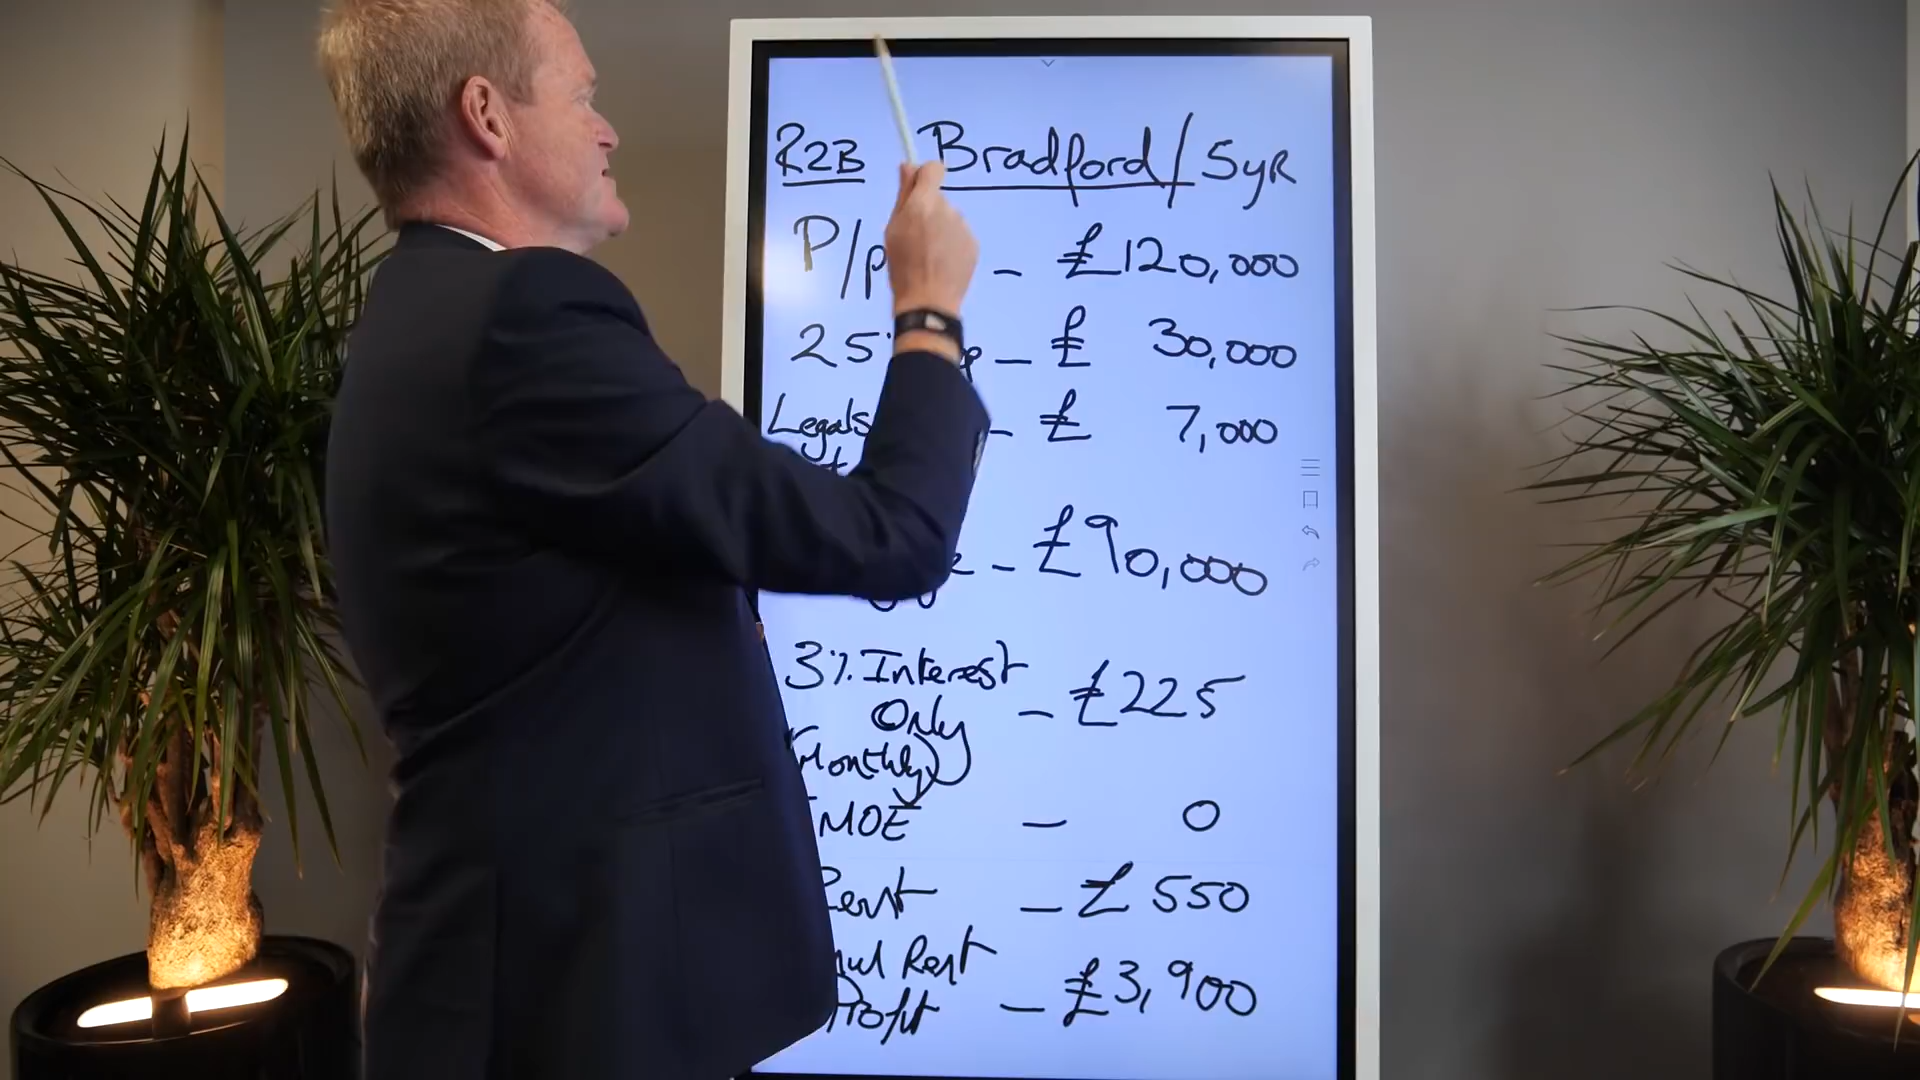 R2B Bradford/5yR
P/p – £120,000
25% – £ 30,000
Legals – £ 7,000
– £90,000
3% Interest
Only – £225
(Monthly)
MOE – 0
Rent – £550
Rent
Profit – £3,900